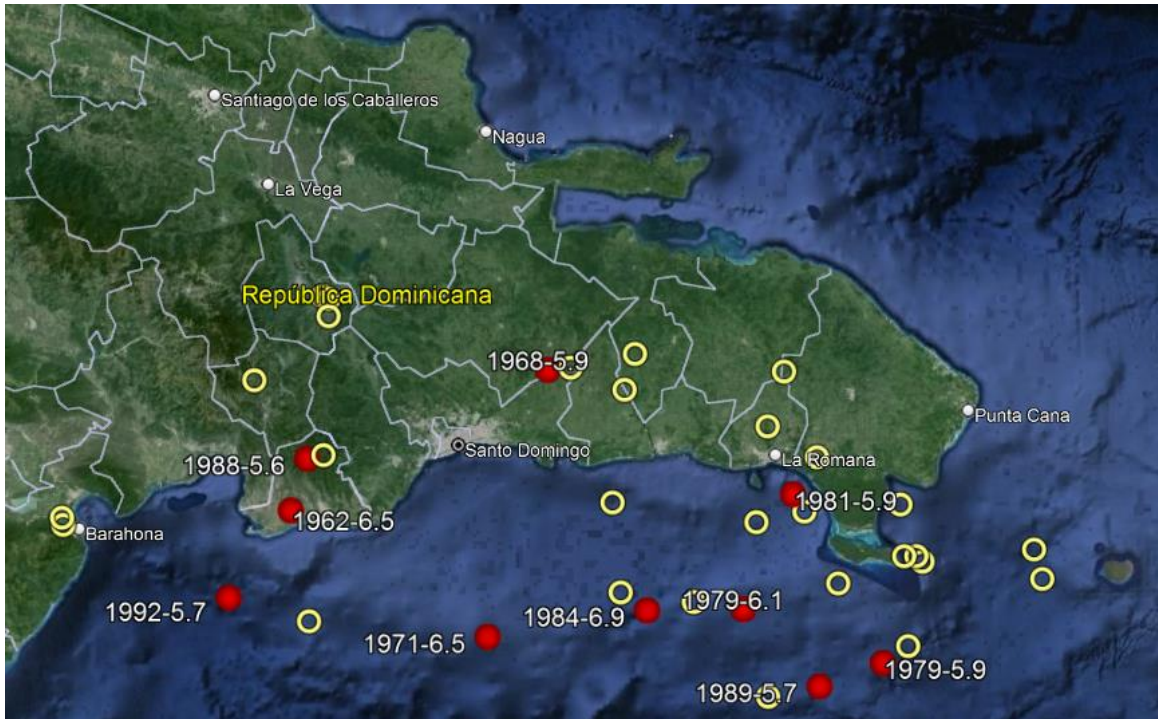 Santiago de los Caballeros
Nagua
La Vega
República Dominicana
1968-5.9
Punta Cana
Santo Domingo
La Romana
1988-5.6
1981-5.9
1962-6.5
Barahona
1979-6.1
1992-5.7
1984-6.9
1971-6.5
1979-5.9
1989-5.7